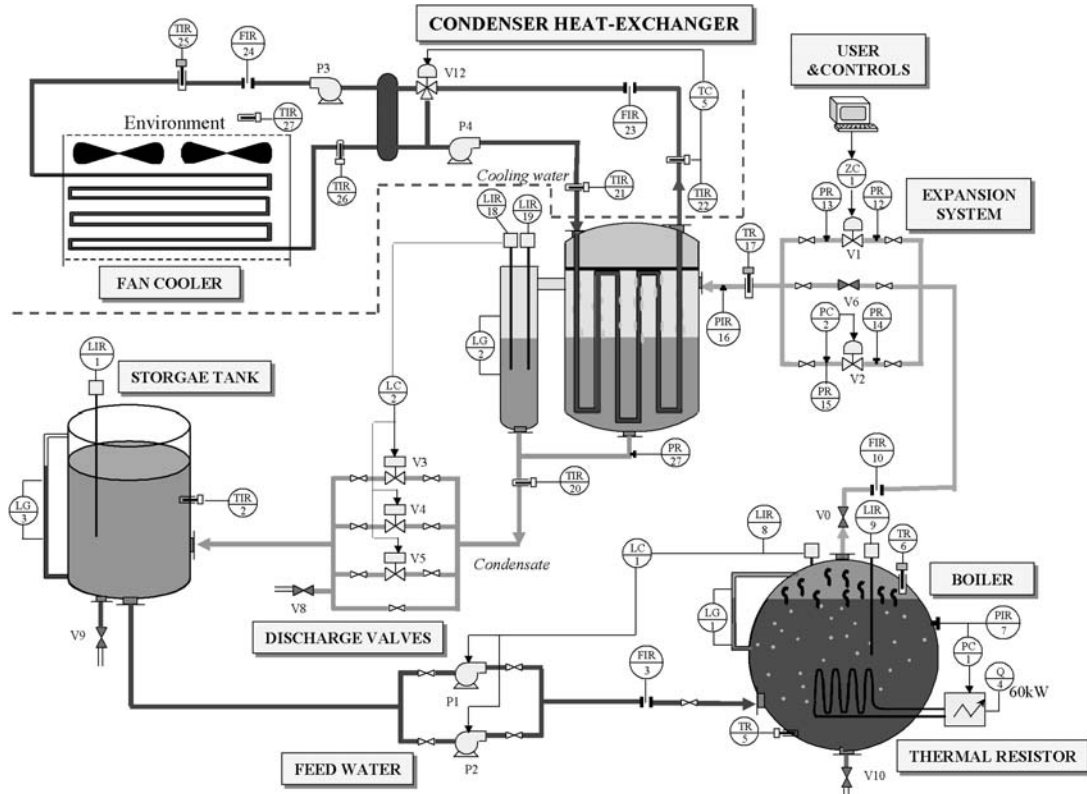 CONDENSER HEAT-EXCHANGER
USER
&CONTROLS
TIR
25
FIR
24
P3
V12
TC
5
FIR
23
Environment
TIR
27
P4
ZC
1
TIR
26
Cooling water
TIR
21
TIR
22
PR
13
PR
12
EXPANSION
SYSTEM
LIR
18
LIR
19
TR
17
V1
FAN COOLER
V6
PIR
16
PC
2
PR
14
V2
PR
15
LG
2
LIR
1
STORGAE TANK
LC
2
PR
27
FIR
10
V3
TIR
20
LG
3
TIR
2
V4
V0
LIR
9
LIR
8
V5
Condensate
LC
1
TR
6
BOILER
V8
LG
1
PIR
7
V9
DISCHARGE VALVES
PC
1
FIR
3
Q
4
60kW
P1
TR
5
FEED WATER
P2
THERMAL RESISTOR
V10